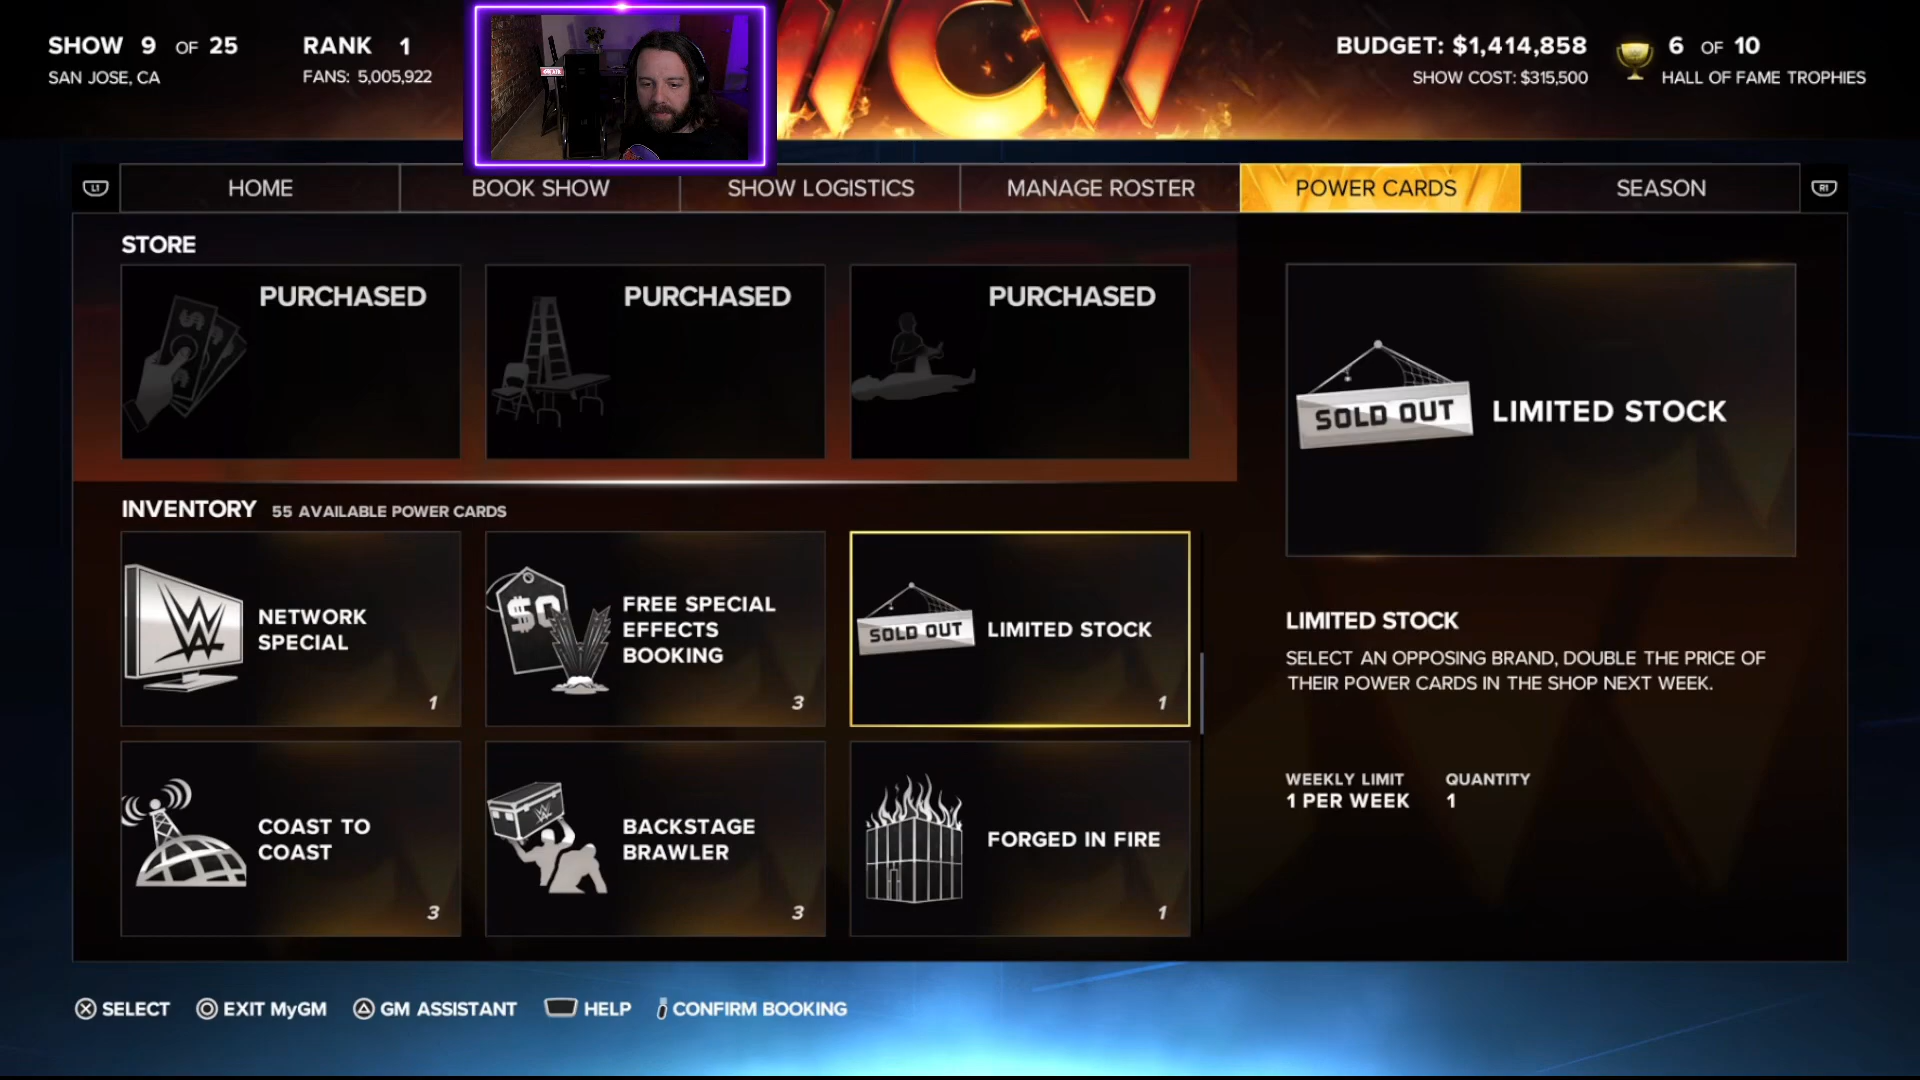 SHOW 9 OF 25
SAN JOSE, CA
RANK 1
FANS: 5,005,922
WCW
BUDGET: $1,414,858
SHOW COST: $315,500
6 OF 10
HALL OF FAME TROPHIES
L1
HOME
BOOK SHOW
SHOW LOGISTICS
MANAGE ROSTER
POWER CARDS
SEASON
R1
STORE
PURCHASED
PURCHASED
PURCHASED
SOLD OUT
LIMITED STOCK
INVENTORY 55 AVAILABLE POWER CARDS
NETWORK
SPECIAL
1
$0
FREE SPECIAL
EFFECTS
BOOKING
3
SOLD OUT
LIMITED STOCK
1
COAST TO
COAST
3
BACKSTAGE
BRAWLER
3
FORGED IN FIRE
1
LIMITED STOCK
SELECT AN OPPOSING BRAND, DOUBLE THE PRICE OF
THEIR POWER CARDS IN THE SHOP NEXT WEEK.
WEEKLY LIMIT
1 PER WEEK
QUANTITY
1
SELECT
EXIT MyGM
GM ASSISTANT
HELP
CONFIRM BOOKING